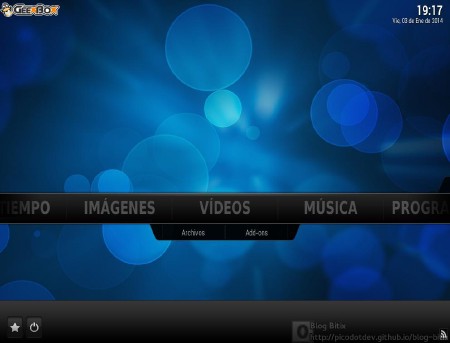 GEEXBOX
19:17
Vie, 03 de Ene de 2014
TIEMPO IMÁGENES VÍDEOS MÚSICA PROGRA
Archivos Add-ons
Blog Bitix
http://picodotdev.github.io/blog-bi